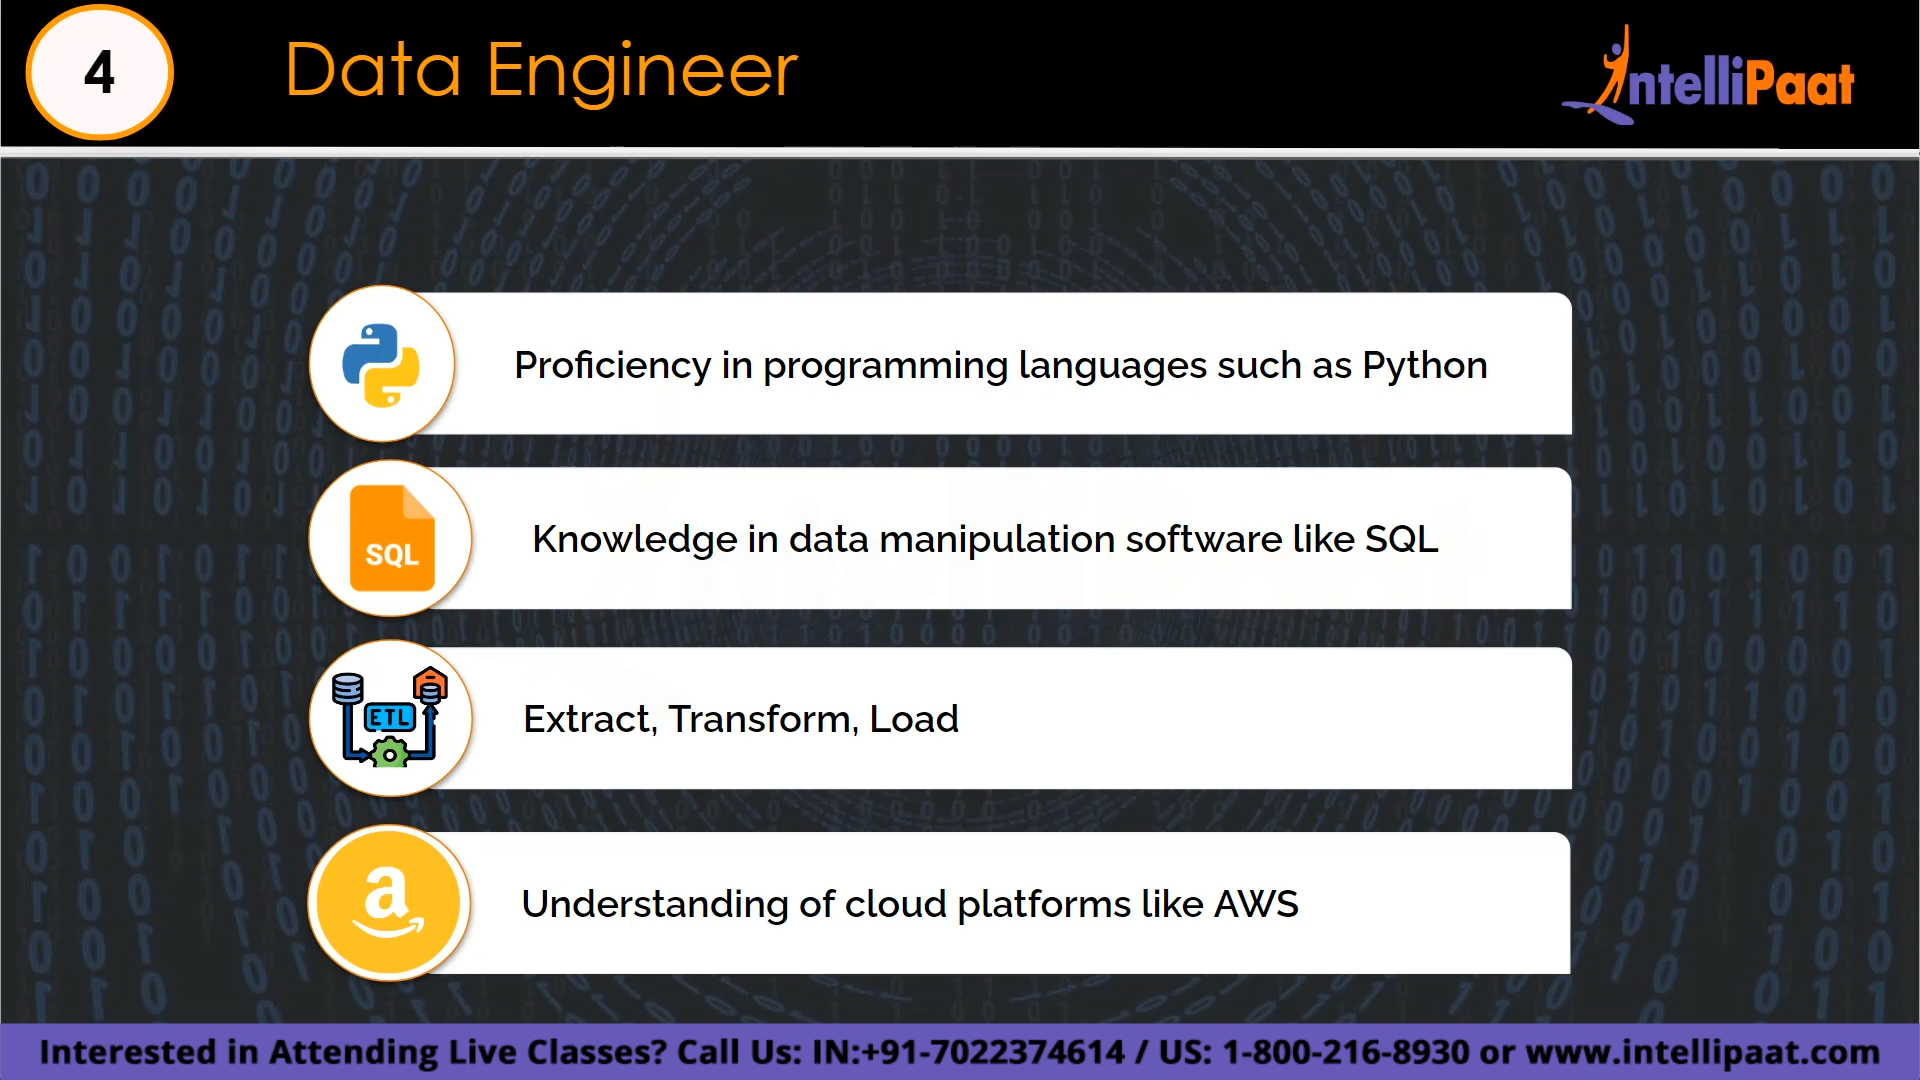 4
Data Engineer
IntelliPaat
Proficiency in programming languages such as Python
SQL
Knowledge in data manipulation software like SQL
ETL
Extract, Transform, Load
a
Understanding of cloud platforms like AWS
Interested in Attending Live Classes? Call Us: IN:+91-7022374614 / US: 1-800-216-8930 or www.intellipaat.com